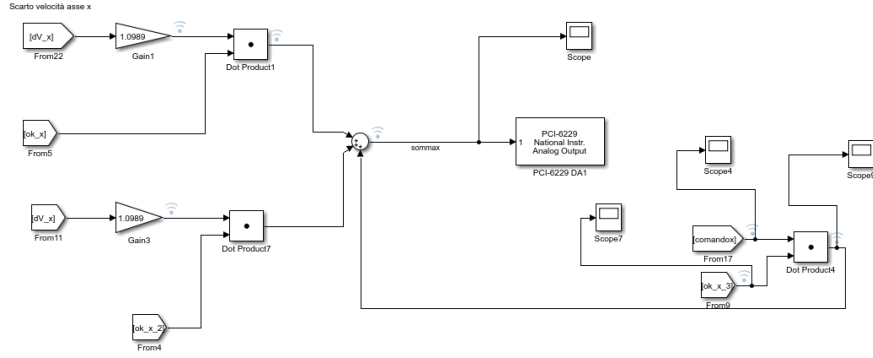 Scarto velocità asse x
[dV_x]
From22
1.0989
Gain1
Dot Product1
[ok_x]
From5
[dV_x]
From11
1.0989
Gain3
Dot Product7
[ok_x_2]
From4
sommax
Scope
1
PCI-6229
National Instr.
Analog Output
PCI-6229 DA1
Scope7
Scope4
[comandox]
From17
[ok_x_3]
From9
Dot Product4
Scope9